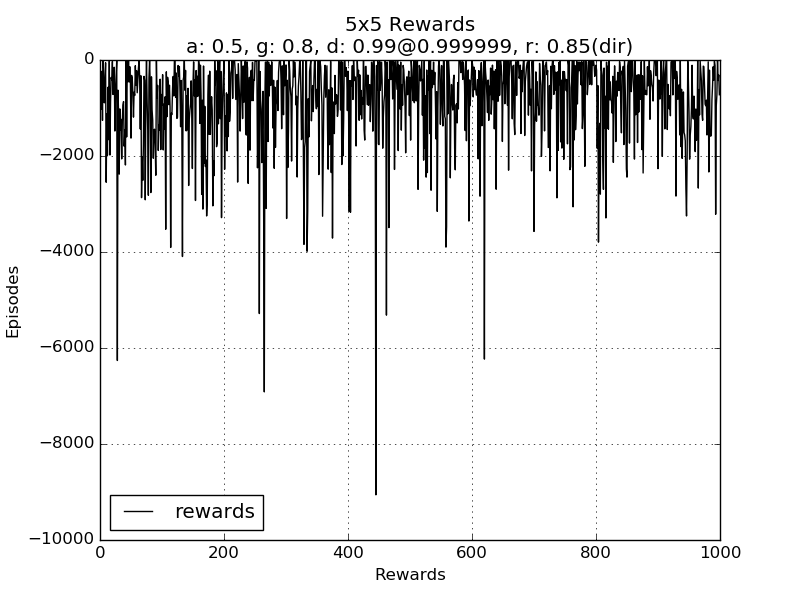 5x5 Rewards
a: 0.5, g: 0.8, d: 0.99@0.999999, r: 0.85(dir)
0
−2000
−4000
−6000
−8000
−10000
Episodes
rewards
0 200 400 600 800 1000
Rewards